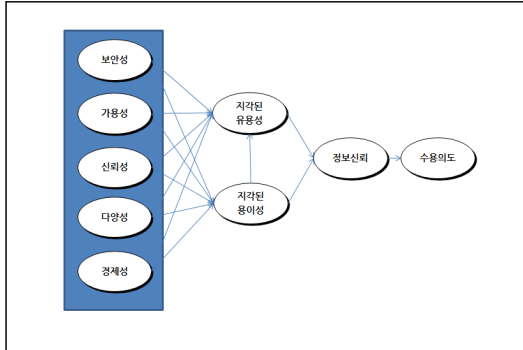 보안성
가용성
신뢰성
다양성
경제성
지각된
유용성
지각된
용이성
정보신뢰
수용의도